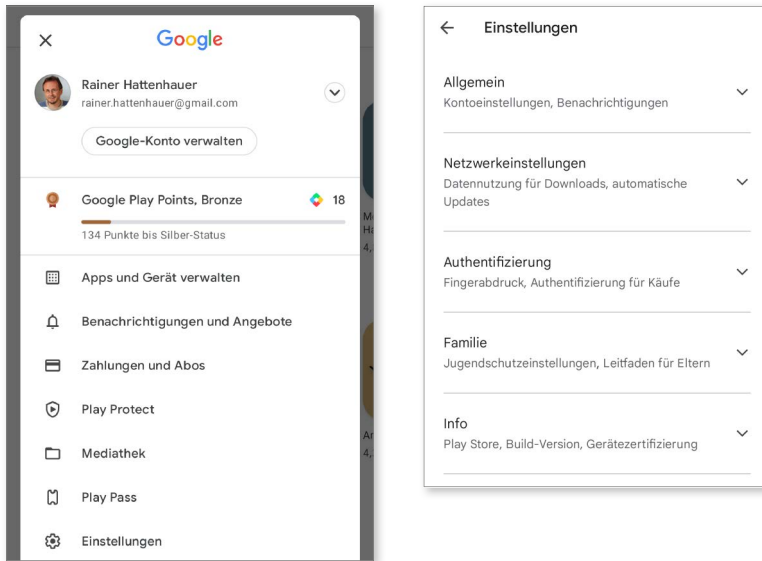 Google
Rainer Hattenhauer
rainer.hattenhauer@gmail.com
Google-Konto verwalten
Google Play Points, Bronze 18
134 Punkte bis Silber-Status
Apps und Gerät verwalten
Benachrichtigungen und Angebote
Zahlungen und Abos
Play Protect
Mediathek
Play Pass
Einstellungen
Einstellungen
Allgemein
Kontoeinstellungen, Benachrichtigungen
Netzwerkeinstellungen
Datennutzung für Downloads, automatische
Updates
Authentifizierung
Fingerabdruck, Authentifizierung für Käufe
Familie
Jugendschutzeinstellungen, Leitfaden für Eltern
Info
Play Store, Build-Version, Gerätezertifizierung